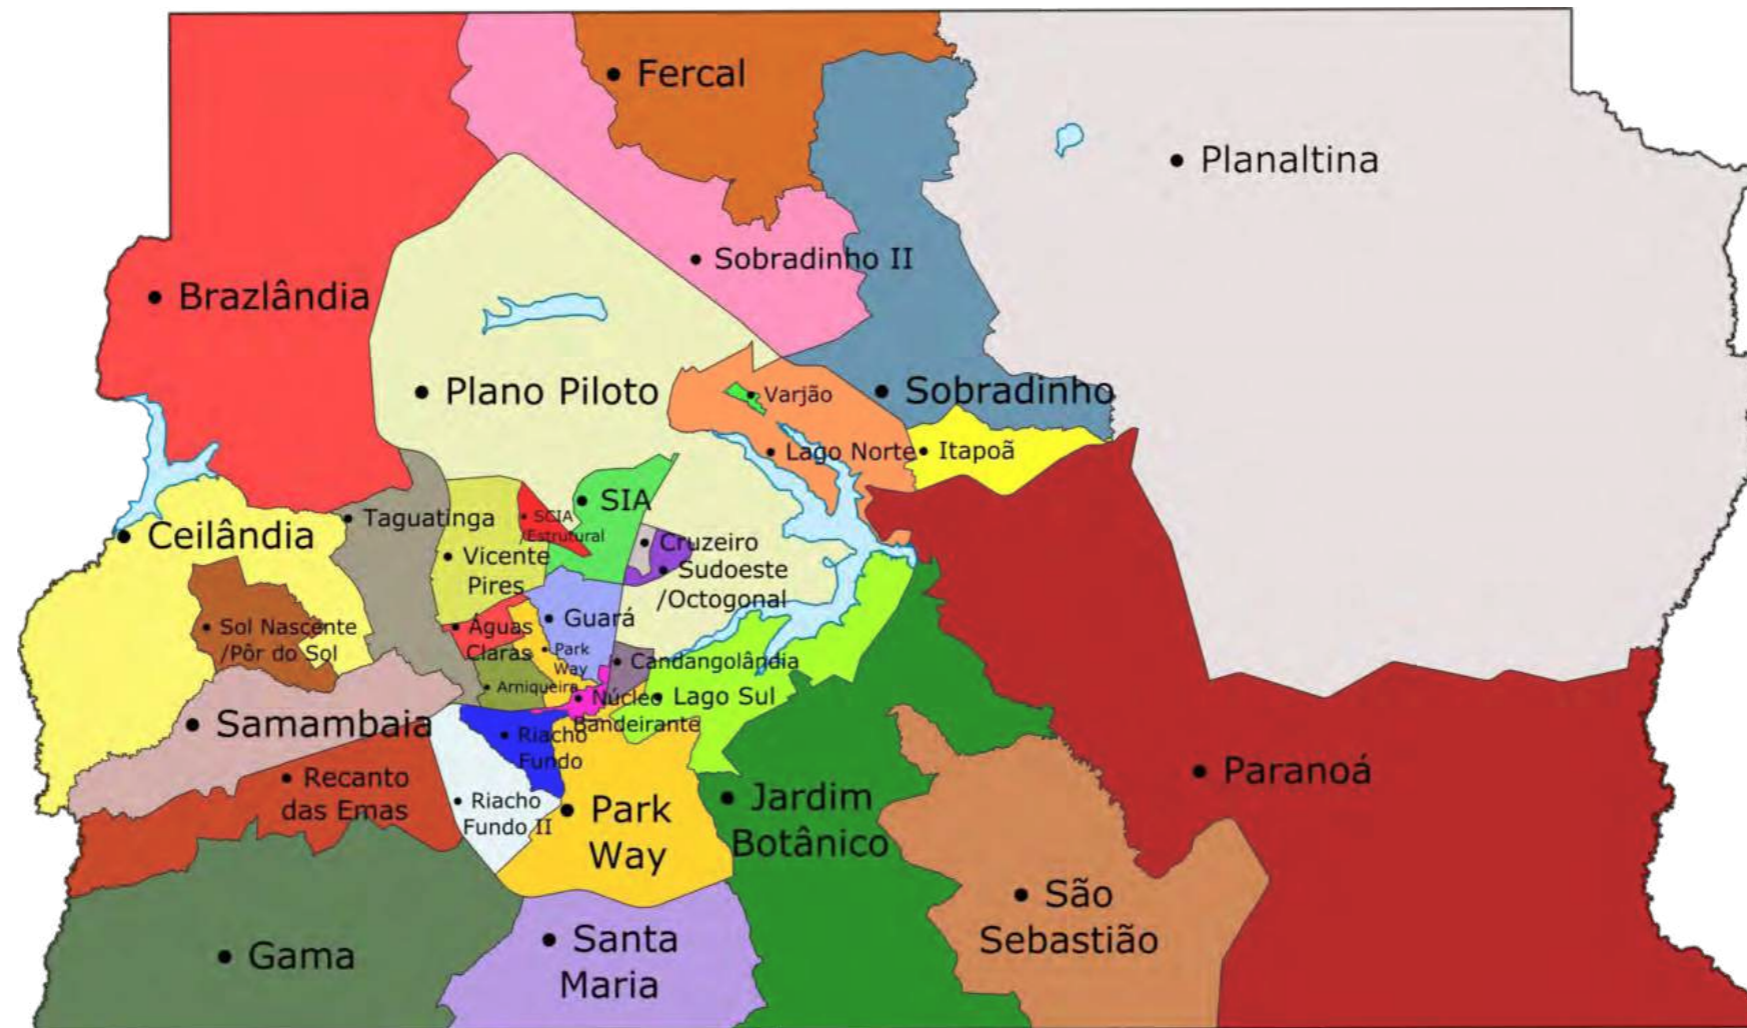 Fercal
Planaltina
Sobradinho II
Brazlândia
Plano Piloto
Varjão
Sobradinho
Lago Norte
Itapoã
SIA
Taguatinga
SCIA
/Estrutural
Ceilândia
Vicente
Pires
Cruzeiro
Sudoeste
/Octogonal
Guará
Sol Nascente
/Pôr do Sol
Águas
Claras
Park
Way
Candangolândia
Arniqueira
Núcleo
Bandeirante
Lago Sul
Samambaia
Riacho
Fundo
Recanto
das Emas
Riacho
Fundo II
Park
Way
Jardim
Botânico
Paranoá
São
Sebastião
Gama
Santa
Maria